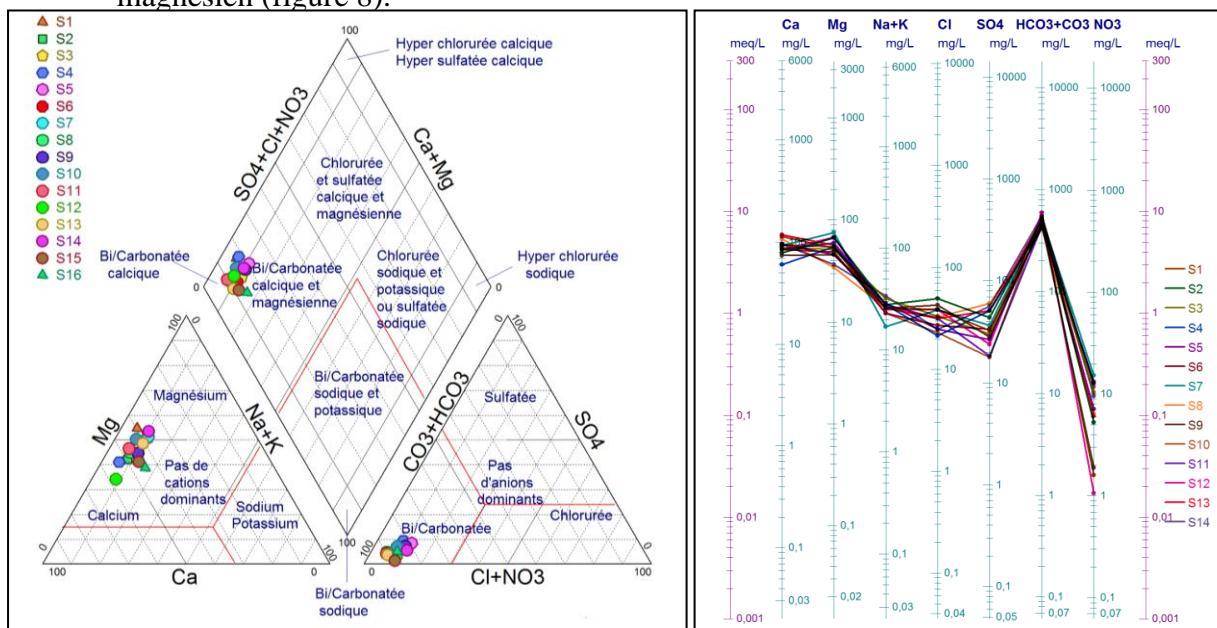 magnésien (figure 8).
S1
S2
S3
S4
S5
S6
S7
S8
S9
S10
S11
S12
S13
S14
S15
S16
100
Hyper chlorurée calcique
Hyper sulfatée calcique
SO4+Cl+NO3
Ca+Mg
Chlorurée
et sulfatée
calcique et
magnésienne
Bi/Carbonatée
calcique
0
Bi/Carbonatée
calcique et
magnésienne
Chlorurée
sodique et
potassique
ou sulfatée
sodique
0
Hyper chlorurée
sodique
Bi/Carbonatée
sodique et
potassique
100
Bi/Carbonatée
sodique
100
0
Magnésium
Mg
Na+K
Pas de
cations
dominants
Calcium
Sodium
Potassium
0
100
100
Ca
0
100
0
Sulfatée
CO3+HCO3
SO4
Pas
d'anions
dominants
Bi/Carbonatée
Chlorurée
100
0
0
Cl+NO3
100
Ca Mg Na+K Cl SO4 HCO3+CO3 NO3
meq/L mg/L mg/L mg/L mg/L mg/L mg/L mg/L meq/L
300
100
10
1
0,1
0,01
0,001
6000
1000
100
10
1
0,1
0,03
3000
1000
100
10
1
0,1
0,02
6000
1000
100
10
1
0,1
0,03
10000
1000
100
10
1
0,1
0,04
10000
1000
100
10
1
0,1
0,05
10000
1000
100
10
1
0,1
0,07
10000
1000
100
10
1
0,1
0,07
300
100
10
1
0,1
0,01
0,001
S1
S2
S3
S4
S5
S6
S7
S8
S9
S10
S11
S12
S13
S14